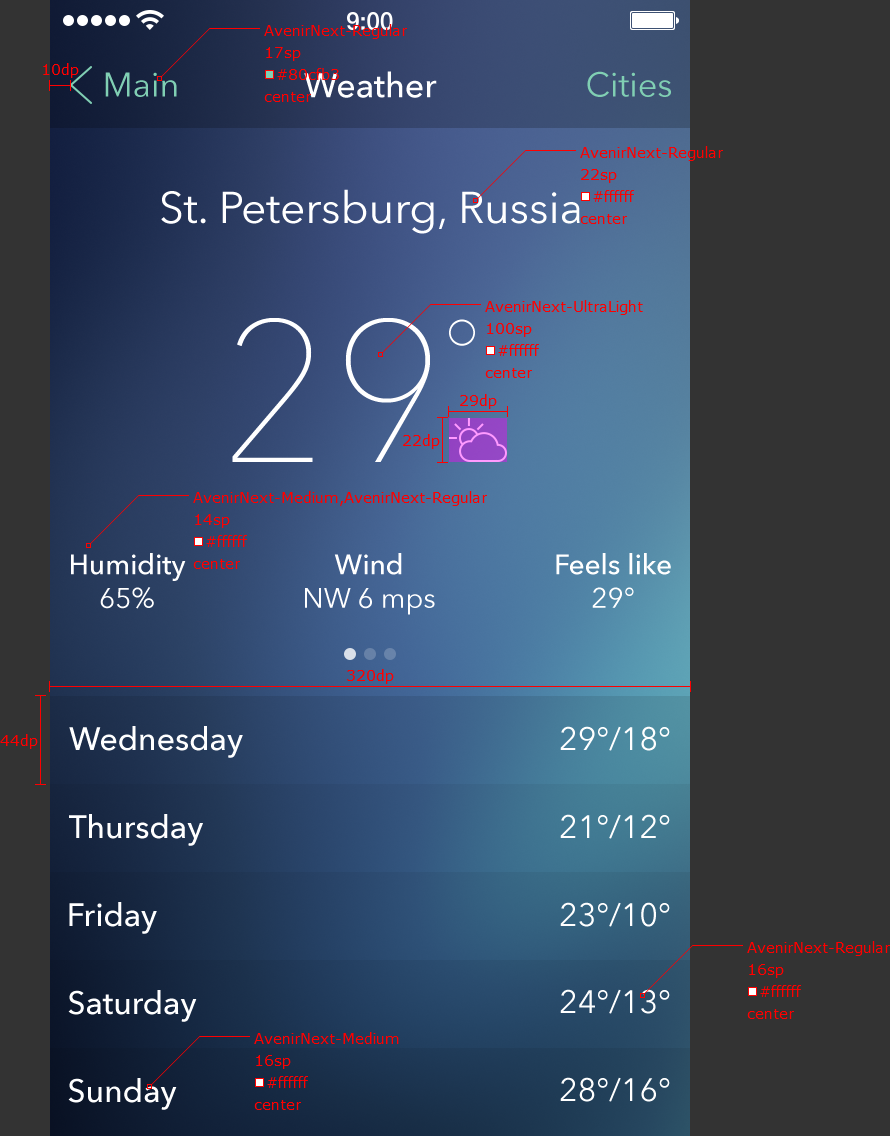 9:00
AvenirNext-Regular
17sp
center
10dp
Main
Weather
Cities
AvenirNext-Regular
22sp
#ffffff
center
St. Petersburg, Russia
29°
AvenirNext-UltraLight
100sp
#ffffff
center
29dp
22dp
AvenirNext-Medium,AvenirNext-Regular
14sp
#ffffff
center
Humidity
65%
Wind
NW 6 mps
Feels like
29°
320dp
44dp
Wednesday 29°/18°
Thursday 21°/12°
Friday 23°/10°
AvenirNext-Regular
16sp
#ffffff
center
Saturday 24°/13°
AvenirNext-Medium
16sp
#ffffff
center
Sunday 28°/16°